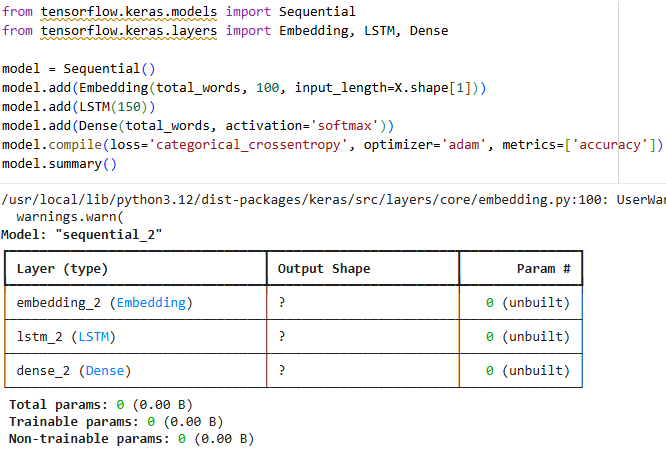 from tensorflow.keras.models import Sequential
from tensorflow.keras.layers import Embedding, LSTM, Dense
model = Sequential()
model.add(Embedding(total_words, 100, input_length=X.shape[1]))
model.add(LSTM(150))
model.add(Dense(total_words, activation='softmax'))
model.compile(loss='categorical_crossentropy', optimizer='adam', metrics=['accuracy'])
model.summary()
/usr/local/lib/python3.12/dist-packages/keras/src/layers/core/embedding.py:100:
warnings.warn(
Model: "sequential_2"
Layer (type) Output Shape Param #
embedding_2 (Embedding) ? 0 (unbuilt)
lstm_2 (LSTM) ? 0 (unbuilt)
dense_2 (Dense) ? 0 (unbuilt)
Total params: 0 (0.00 B)
Trainable params: 0 (0.00 B)
Non-trainable params: 0 (0.00 B)